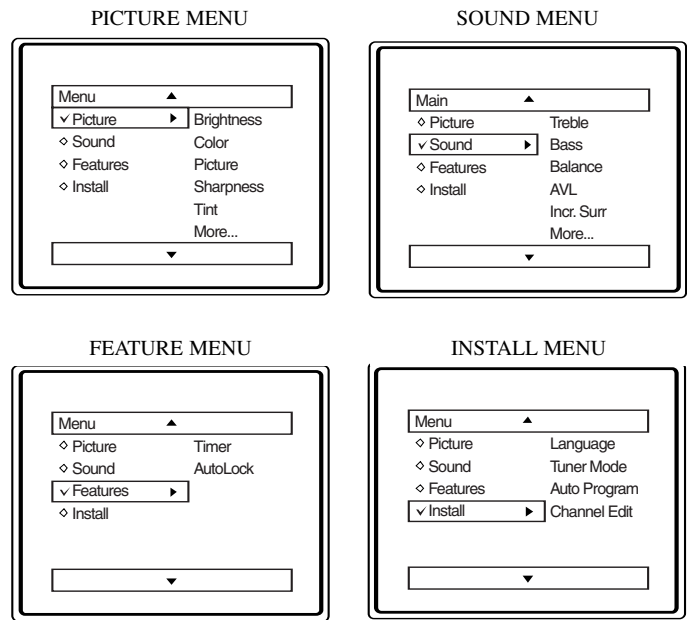 PICTURE MENU
Menu
Picture Brightness
Sound Color
Features Picture
Install Sharpness
Tint
More...
SOUND MENU
Main
Picture Treble
Sound Bass
Features Balance
Install AVL
Incr. Surr
More...
FEATURE MENU
Menu
Picture Timer
Sound AutoLock
Features
Install
INSTALL MENU
Menu
Picture Language
Sound Tuner Mode
Features Auto Program
Install Channel Edit